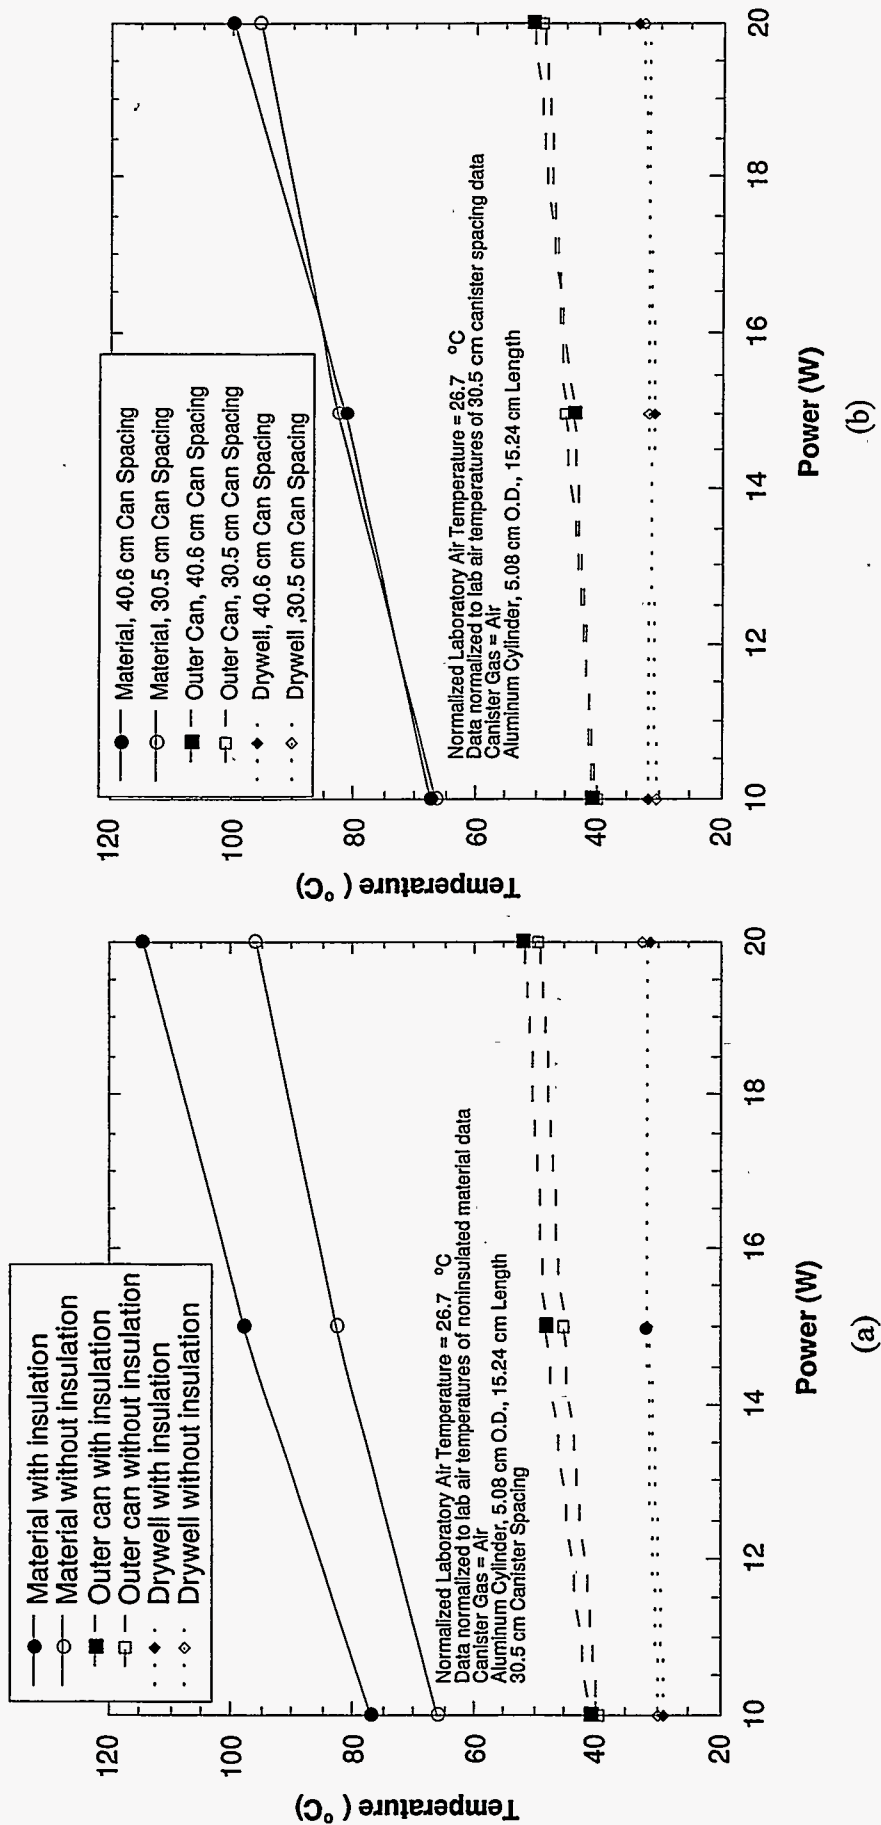 Material with insulation
Material without insulation
Outer can with insulation
Outer can without insulation
Drywell with insulation
Drywell without insulation
Temperature ( °C)
120
100
80
60
40
20
Normalized Laboratory Air Temperature = 26.7 °C
Data normalized to lab air temperatures of noninsulated material data
Canister Gas = Air
Aluminum Cylinder, 5.08 cm O.D., 15.24 cm Length
30.5 cm Canister Spacing
10
12
14
16
18
20
Power (W)
(a)
Material, 40.6 cm Can Spacing
Material, 30.5 cm Can Spacing
Outer Can, 40.6 cm Can Spacing
Outer Can, 30.5 cm Can Spacing
Drywell, 40.6 cm Can Spacing
Drywell ,30.5 cm Can Spacing
Temperature ( °C)
120
100
80
60
40
20
Normalized Laboratory Air Temperature = 26.7 °C
Data normalized to lab air temperatures of 30.5 cm canister spacing data
Canister Gas = Air
Aluminum Cylinder, 5.08 cm O.D., 15.24 cm Length
10
12
14
16
18
20
Power (W)
(b)